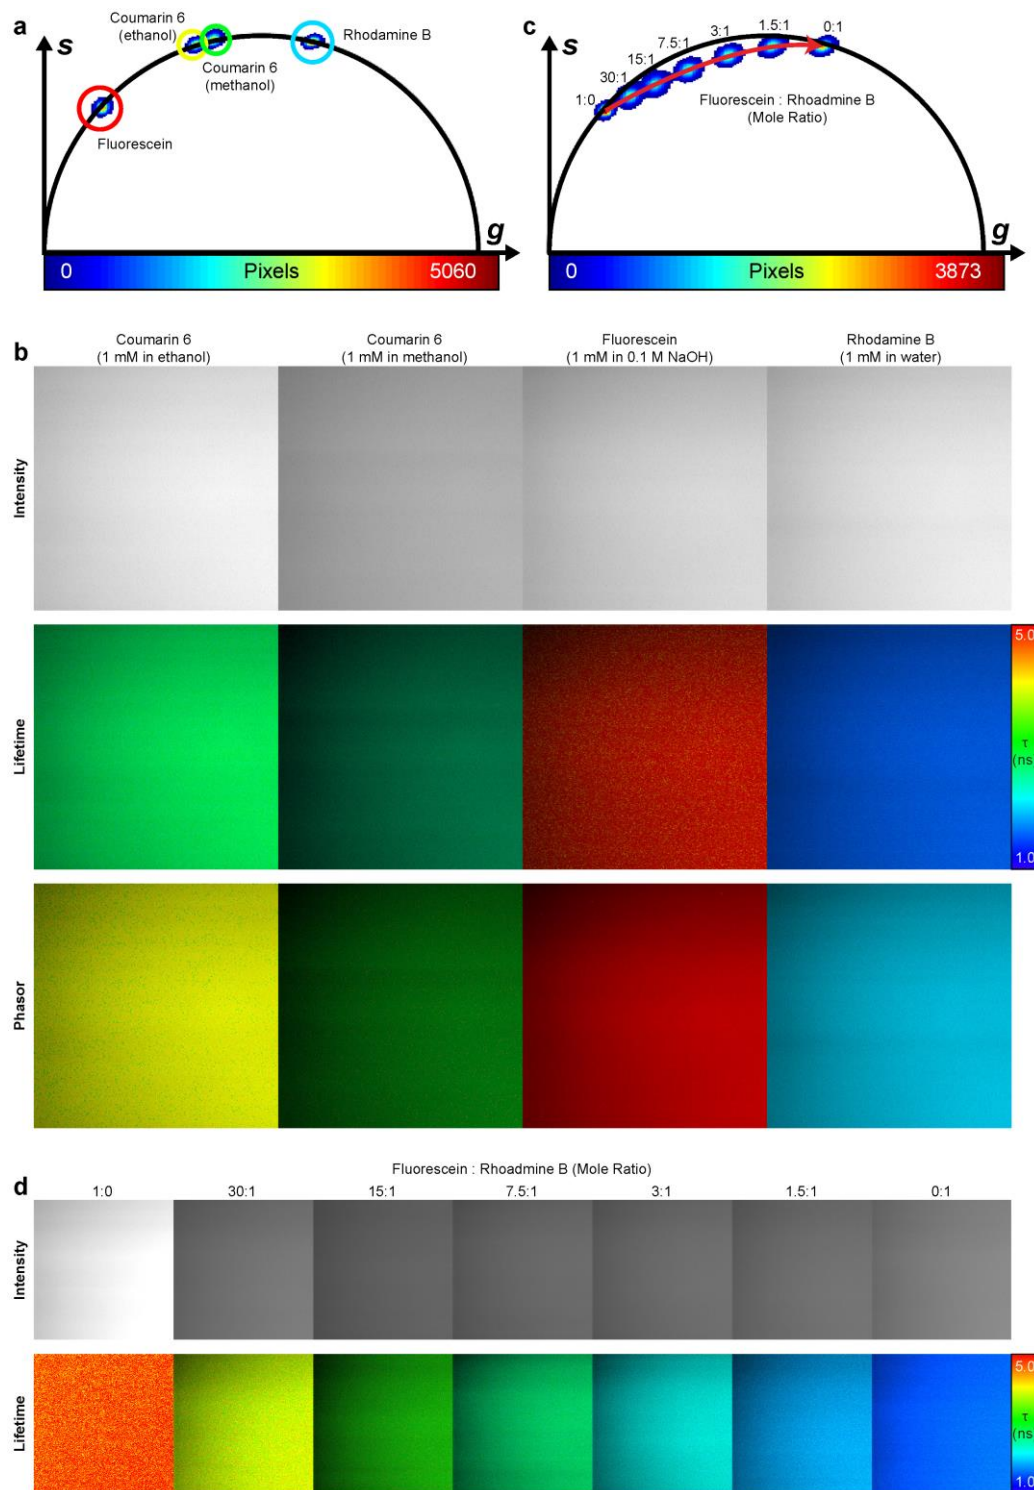 a
s
Coumarin 6
(ethanol)
Coumarin 6
(methanol)
Rhodamine B
Fluorescein
g
0 Pixels 5060
c
s
1:0
30:1
15:1
7.5:1
3:1
1.5:1
0:1
Fluorescein : Rhoadmine B
(Mole Ratio)
g
0 Pixels 3873
b
Coumarin 6
(1 mM in ethanol)
Coumarin 6
(1 mM in methanol)
Fluorescein
(1 mM in 0.1 M NaOH)
Rhodamine B
(1 mM in water)
Intensity
Lifetime
5.0
τ
(ns
1.0
Phasor
d
Fluorescein : Rhoadmine B (Mole Ratio)
1:0 30:1 15:1 7.5:1 3:1 1.5:1 0:1
Intensity
Lifetime
5.0
τ
(ns
1.0